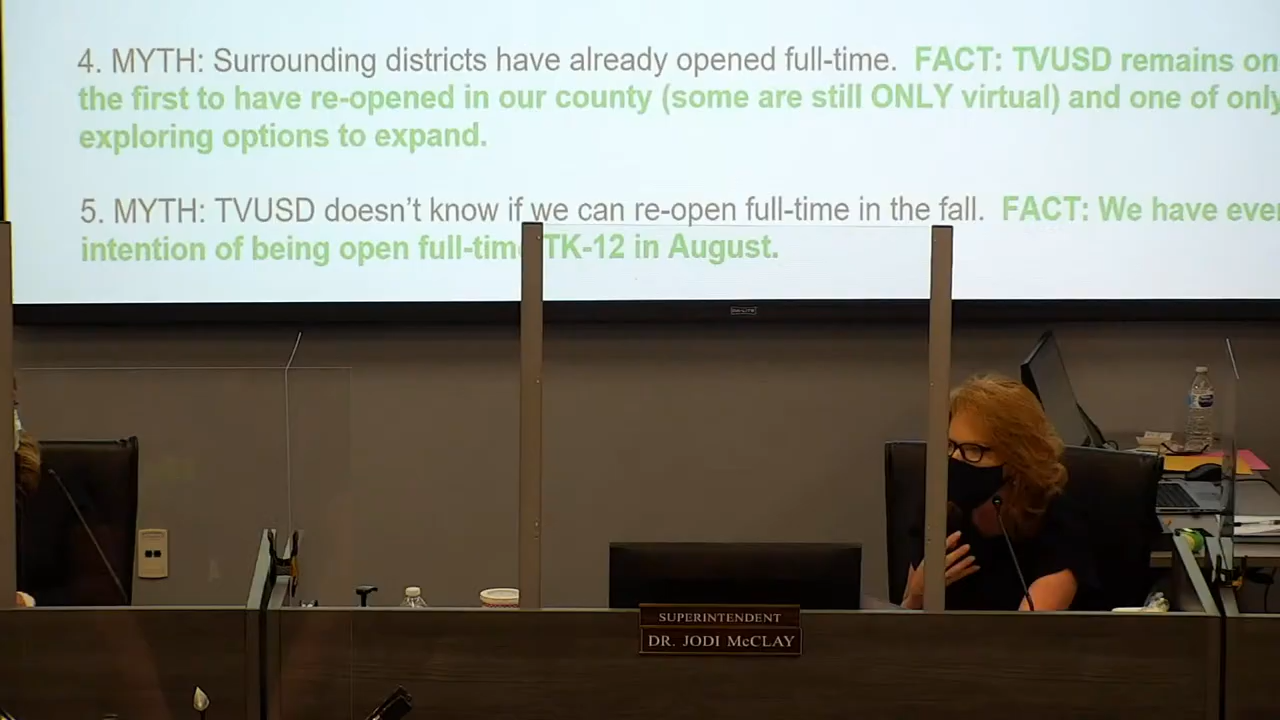 4. MYTH: Surrounding districts have already opened full-time. FACT: TVUSD remains on
the first to have re-opened in our county (some are still ONLY virtual) and one of only
exploring options to expand.
5. MYTH: TVUSD doesn't know if we can re-open full-time in the fall. FACT: We have ever
intention of being open full-time TK-12 in August.
SUPERINTENDENT
DR. JODI McCLAY